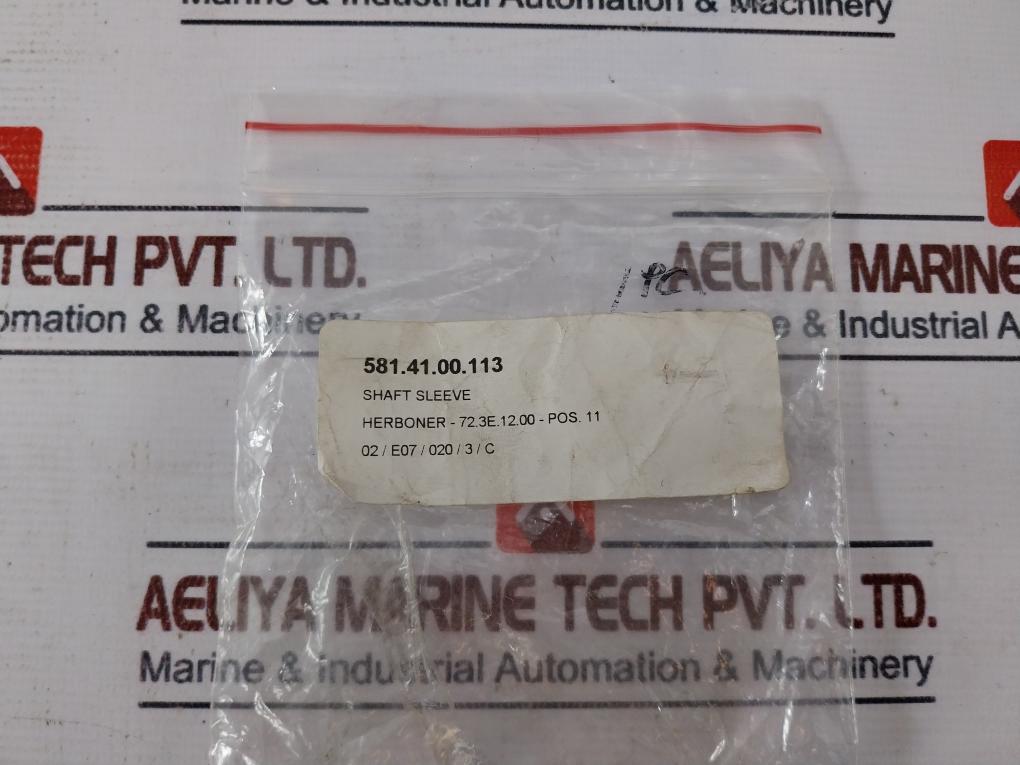 Marine & Industrial Automation & Machinery
TECH PVT. LTD.
AELIYA MARINE
omation & Machinery
e & Industrial A
581.41.00.113
SHAFT SLEEVE
HERBONER - 72.3E.12.00 - POS. 11
02 / E07 / 020 / 3 / C
AELIYA MARINE TECH PVT. LTD.
Marine & Industrial Automation & Machinery